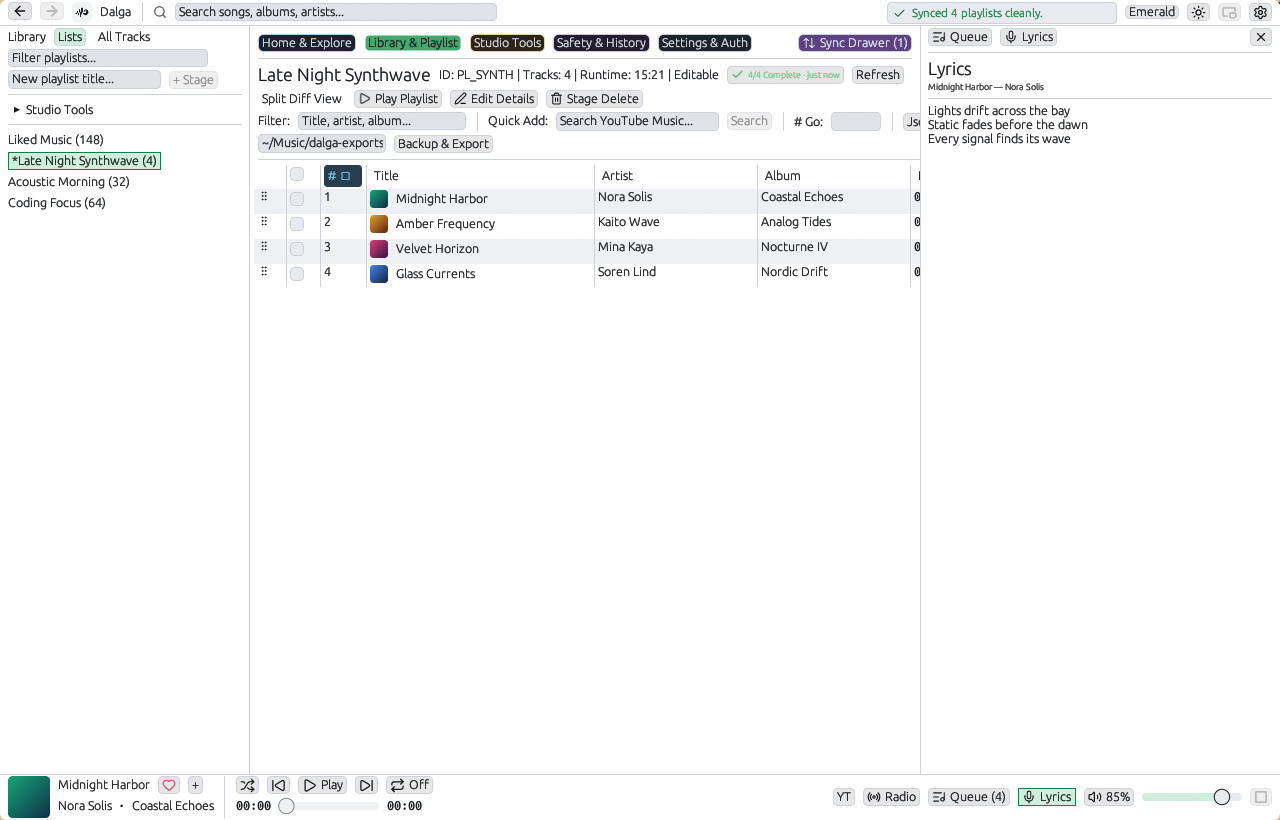 Dalga
Search songs, albums, artists...
Synced 4 playlists cleanly.
Emerald
Library Lists All Tracks
Filter playlists...
New playlist title... + Stage
Studio Tools
Liked Music (148)
*Late Night Synthwave (4)
Acoustic Morning (32)
Coding Focus (64)
Home & Explore Library & Playlist Studio Tools Safety & History Settings & Auth Sync Drawer (1)
Late Night Synthwave ID: PL_SYNTH | Tracks: 4 | Runtime: 15:21 | Editable 4/4 Complete · just now Refresh
Split Diff View Play Playlist Edit Details Stage Delete
Filter: Title, artist, album... Quick Add: Search YouTube Music... Search # Go:
~/Music/dalga-exports Backup & Export
# Title Artist Album
1 Midnight Harbor Nora Solis Coastal Echoes
2 Amber Frequency Kaito Wave Analog Tides
3 Velvet Horizon Mina Kaya Nocturne IV
4 Glass Currents Soren Lind Nordic Drift
Queue Lyrics
Lyrics
Midnight Harbor — Nora Solis
Lights drift across the bay
Static fades before the dawn
Every signal finds its wave
Midnight Harbor +
Nora Solis • Coastal Echoes
Play Off
00:00 00:00
YT Radio Queue (4) Lyrics 85%